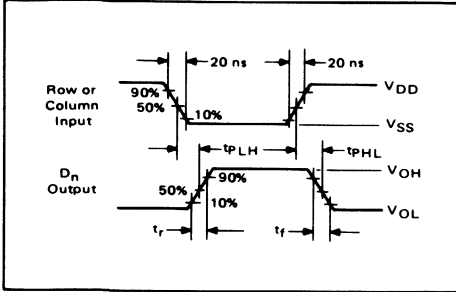 20 ns
20 ns
Row or
Column
Input
90%
50%
10%
VDD
VSS
tPLH
tPHL
Dn
Output
90%
50%
10%
VOH
VOL
tr
tf